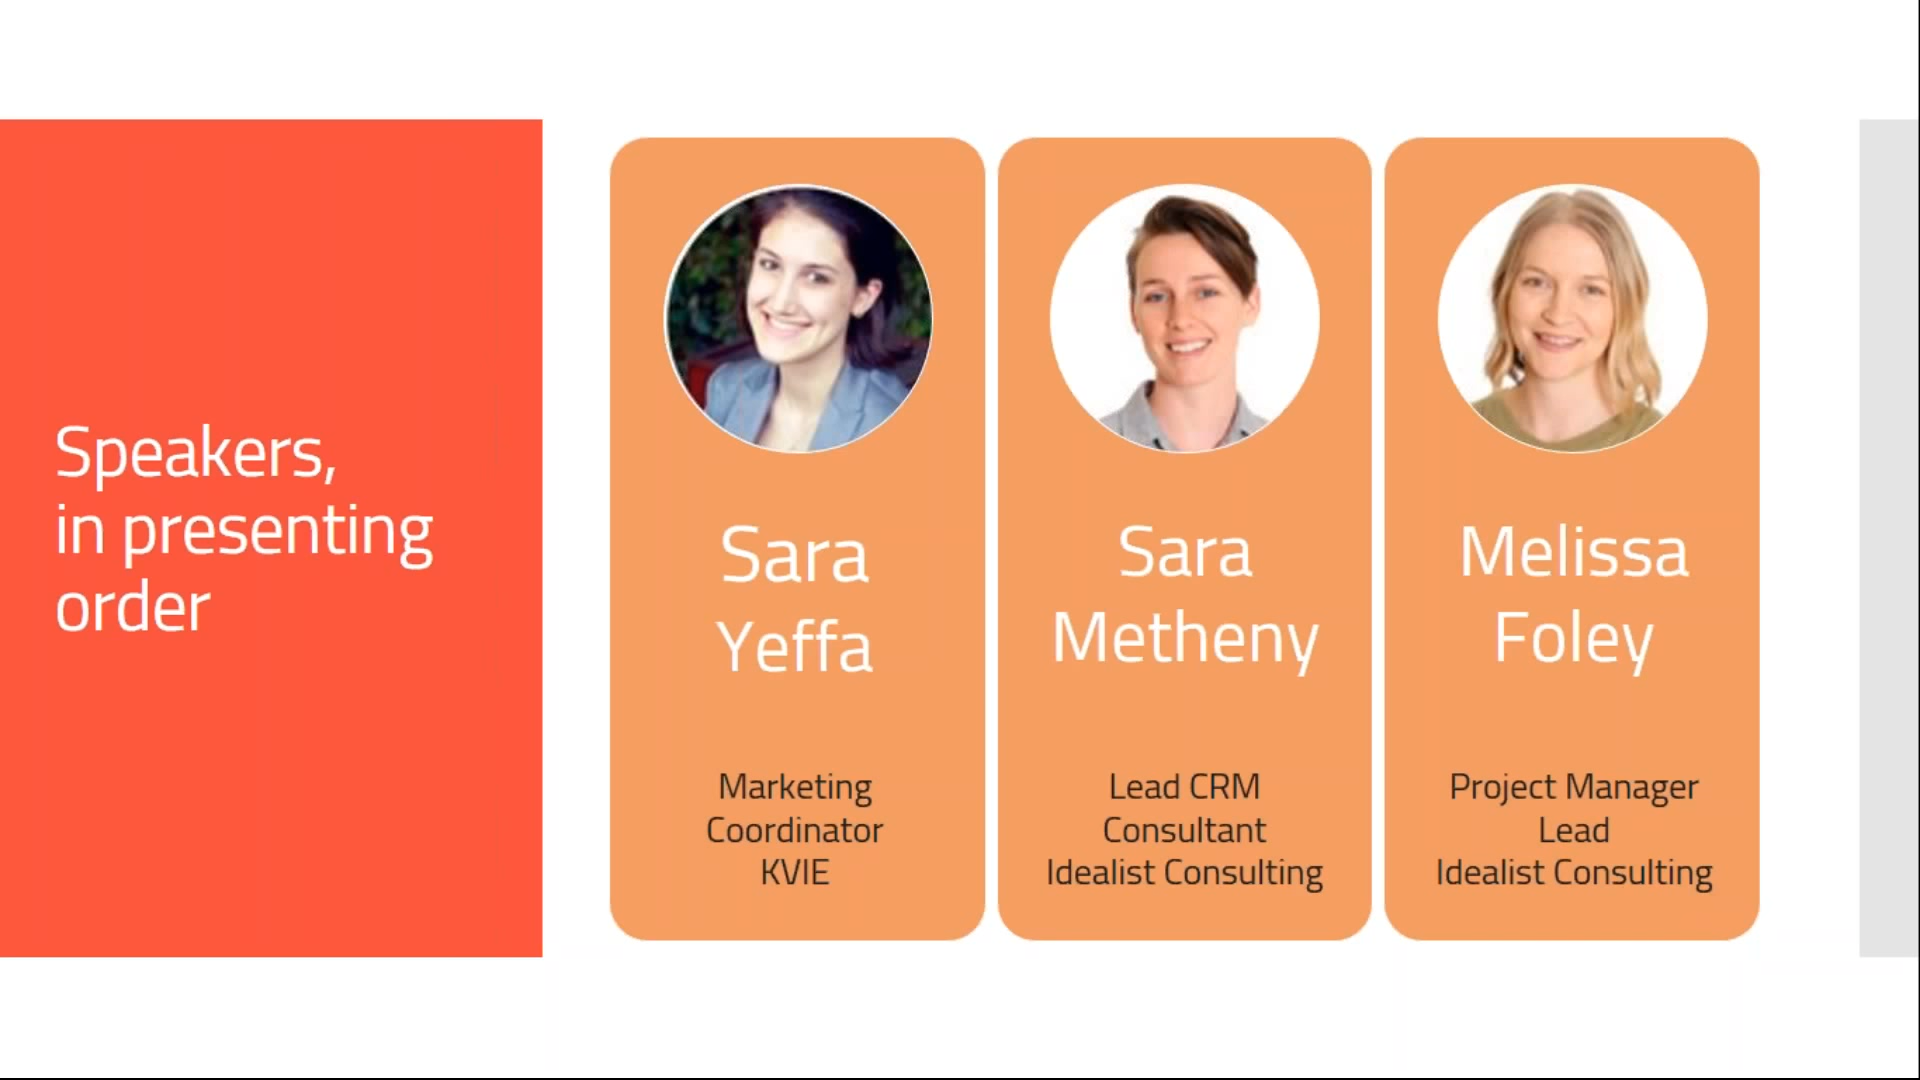 Speakers,
in presenting
order
Sara
Yeffa
Marketing
Coordinator
KVIE
Sara
Metheny
Lead CRM
Consultant
Idealist Consulting
Melissa
Foley
Project Manager
Lead
Idealist Consulting